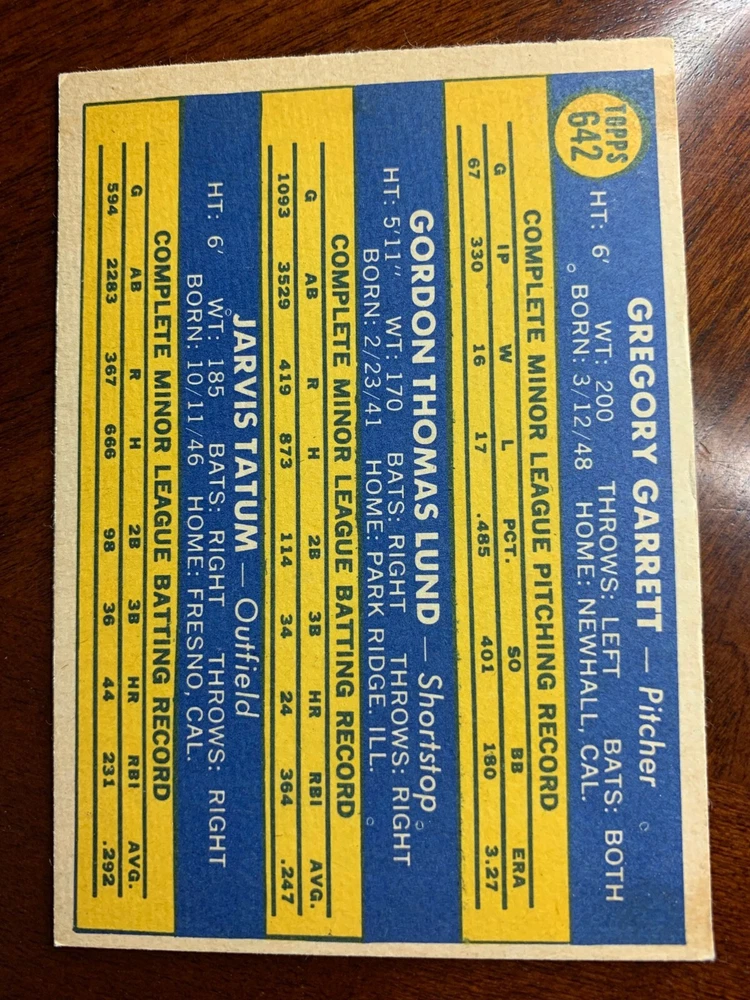 TOPPS
642
GREGORY GARRETT — Pitcher
HT: 6' WT: 200 THROWS: LEFT BATS: BOTH
BORN: 3/12/48 HOME: NEWHALL, CAL.
COMPLETE MINOR LEAGUE PITCHING RECORD
G IP W L PCT. SO BB ERA
67 330 16 17 .485 401 180 3.27
GORDON THOMAS LUND — Shortstop
HT: 5'11" WT: 170 BATS: RIGHT THROWS: RIGHT
BORN: 2/23/41 HOME: PARK RIDGE. ILL.
COMPLETE MINOR LEAGUE BATTING RECORD
G AB R H 2B 3B HR RBI AVG.
1093 3529 419 873 114 34 24 364 .247
JARVIS TATUM — Outfield
HT: 6' WT: 185 BATS: RIGHT THROWS: RIGHT
BORN: 10/11/46 HOME: FRESNO, CAL.
COMPLETE MINOR LEAGUE BATTING RECORD
G AB R H 2B 3B HR RBI AVG.
594 2283 367 666 98 36 44 231 .292